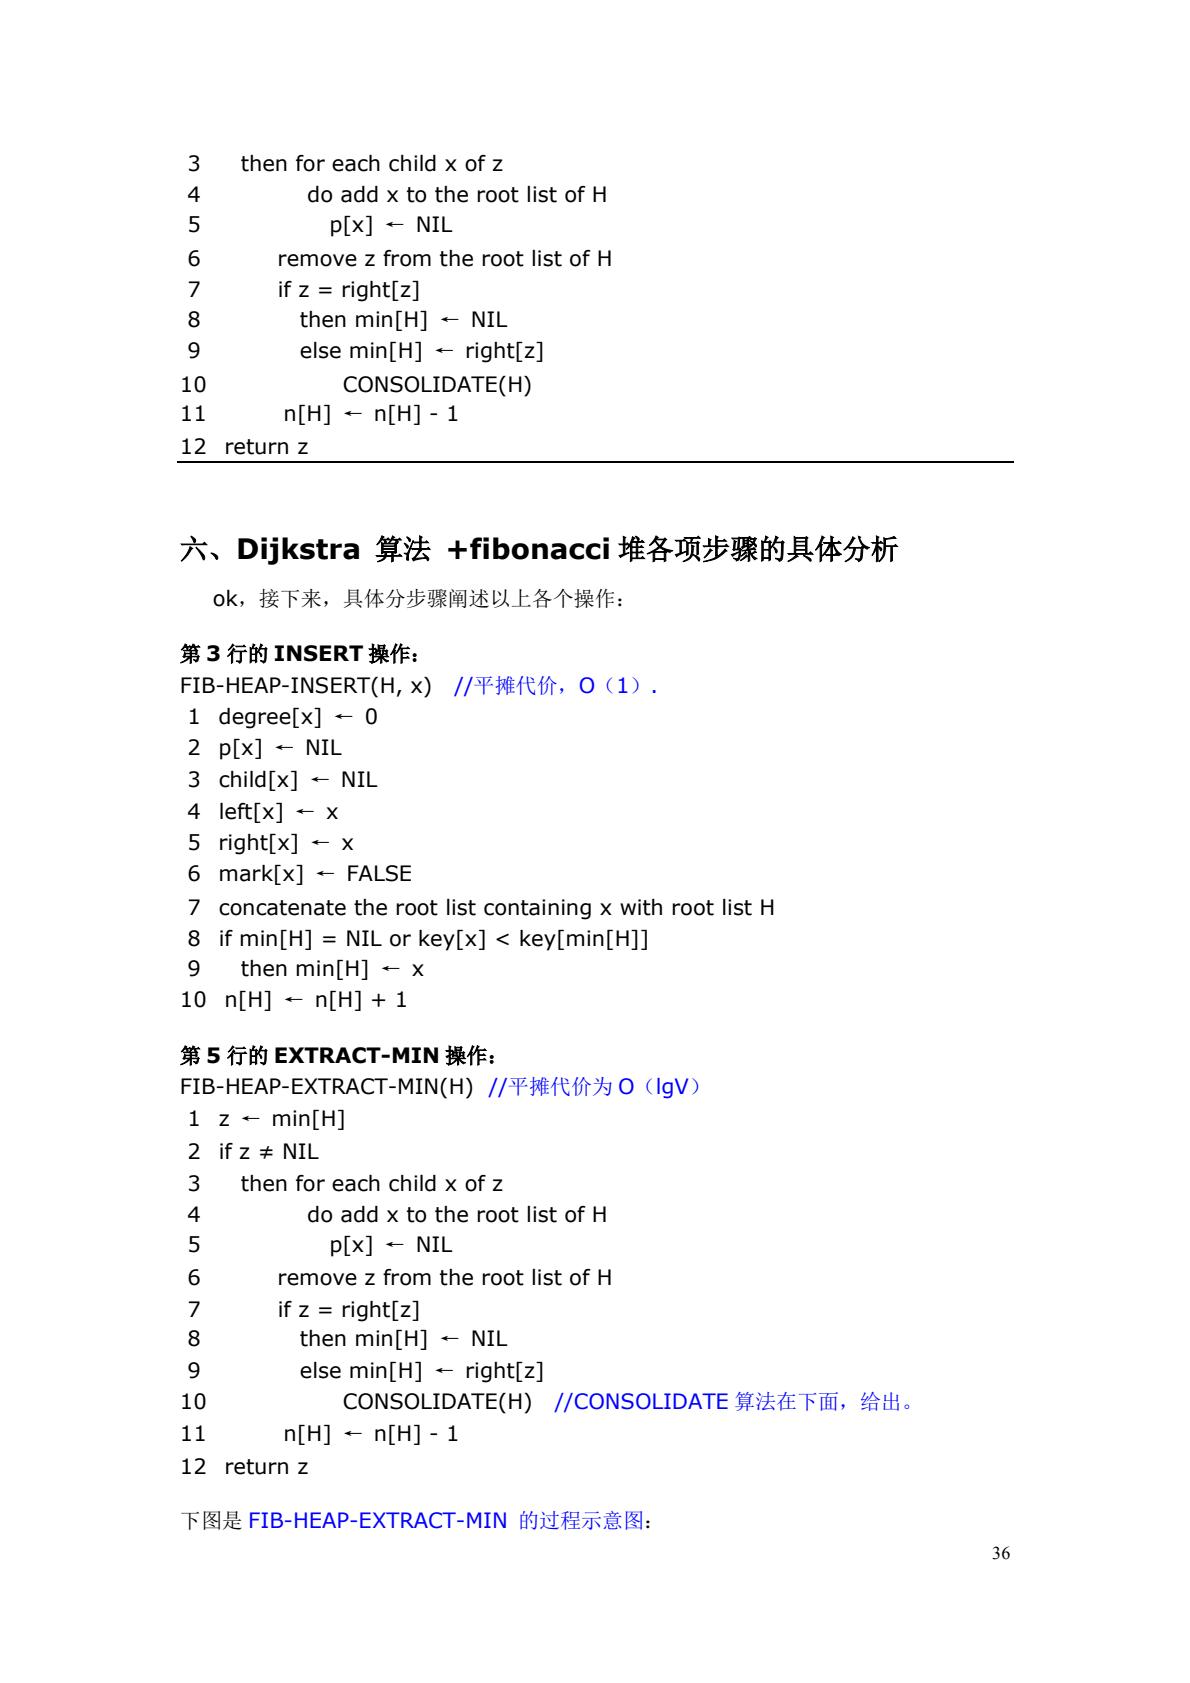 3 then for each child x of z
4 do add x to the root list of H
5 p[x] ← NIL
6 remove z from the root list of H
7 if z = right[z]
8 then min[H] ← NIL
9 else min[H] ← right[z]
10 CONSOLIDATE(H)
11 n[H] ← n[H] - 1
12 return z
六、Dijkstra 算法 +fibonacci 堆各项步骤的具体分析
ok，接下来，具体分步骤阐述以上各个操作：
第 3 行的 INSERT 操作：
FIB-HEAP-INSERT(H, x) //平摊代价，O（1）.
1 degree[x] ← 0
2 p[x] ← NIL
3 child[x] ← NIL
4 left[x] ← x
5 right[x] ← x
6 mark[x] ← FALSE
7 concatenate the root list containing x with root list H
8 if min[H] = NIL or key[x] < key[min[H]]
9 then min[H] ← x
10 n[H] ← n[H] + 1
第 5 行的 EXTRACT-MIN 操作：
FIB-HEAP-EXTRACT-MIN(H) //平摊代价为 O（lgV）
1 z ← min[H]
2 if z ≠ NIL
3 then for each child x of z
4 do add x to the root list of H
5 p[x] ← NIL
6 remove z from the root list of H
7 if z = right[z]
8 then min[H] ← NIL
9 else min[H] ← right[z]
10 CONSOLIDATE(H) //CONSOLIDATE 算法在下面，给出。
11 n[H] ← n[H] - 1
12 return z
下图是 FIB-HEAP-EXTRACT-MIN 的过程示意图：
36